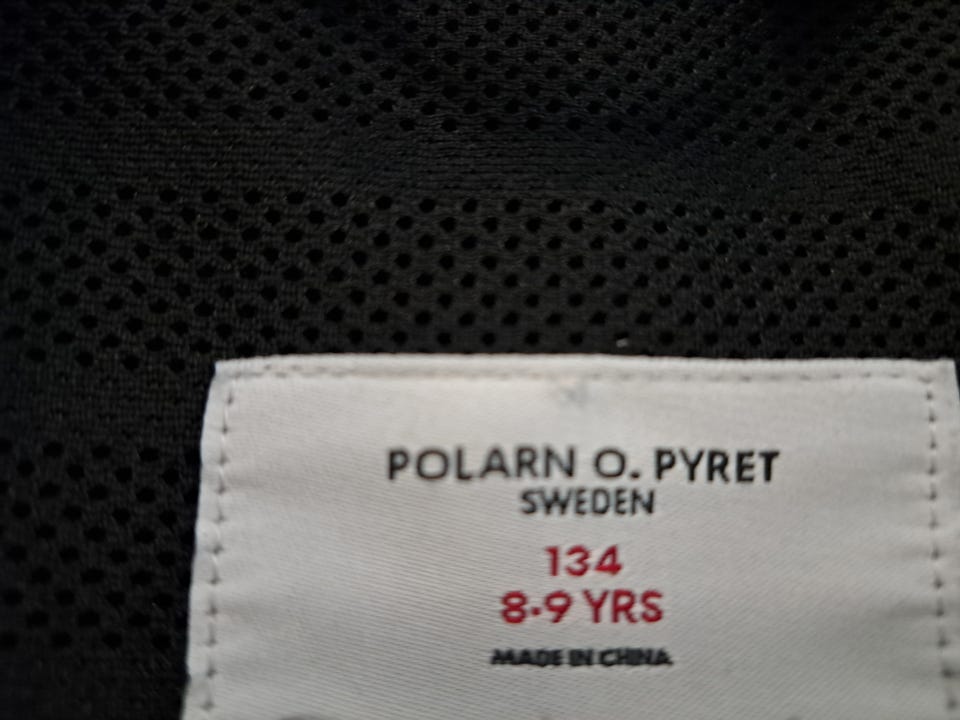 POLARN O. PYRET
SWEDEN
134
8-9 YRS
MADE IN CHINA